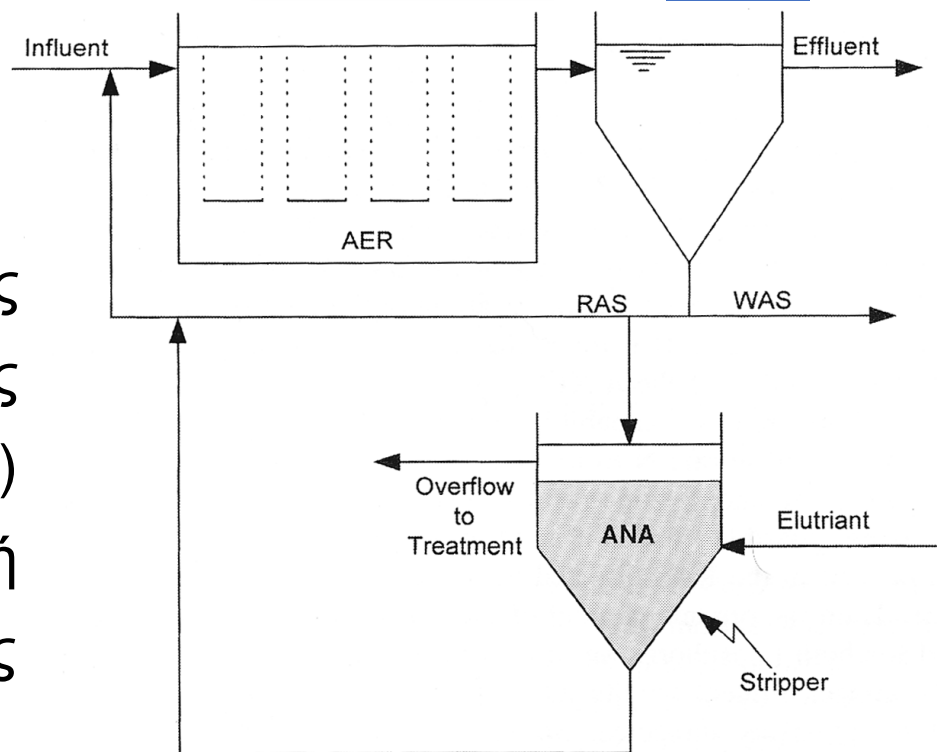 Influent
Effluent
AER
RAS
WAS
ς
ς
)
ή
ς
Overflow
to
Treatment
ANA
Elutriant
Stripper